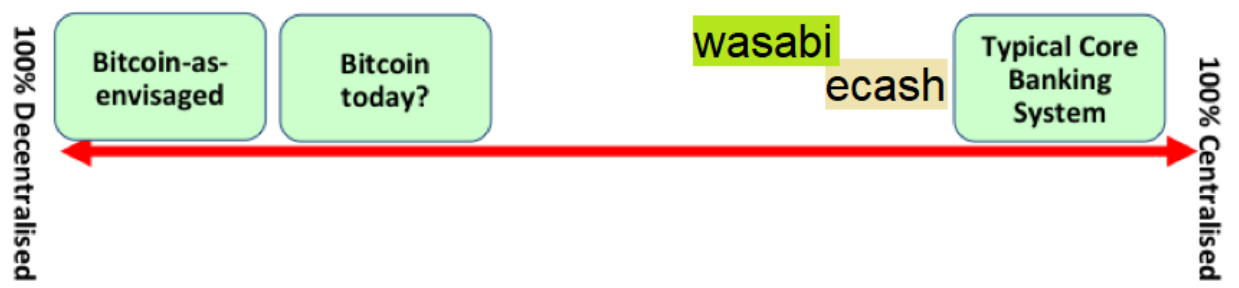 100% Decentralised
Bitcoin-as-
envisaged
Bitcoin
today?
wasabi
ecash
Typical Core
Banking
System
100% Centralised